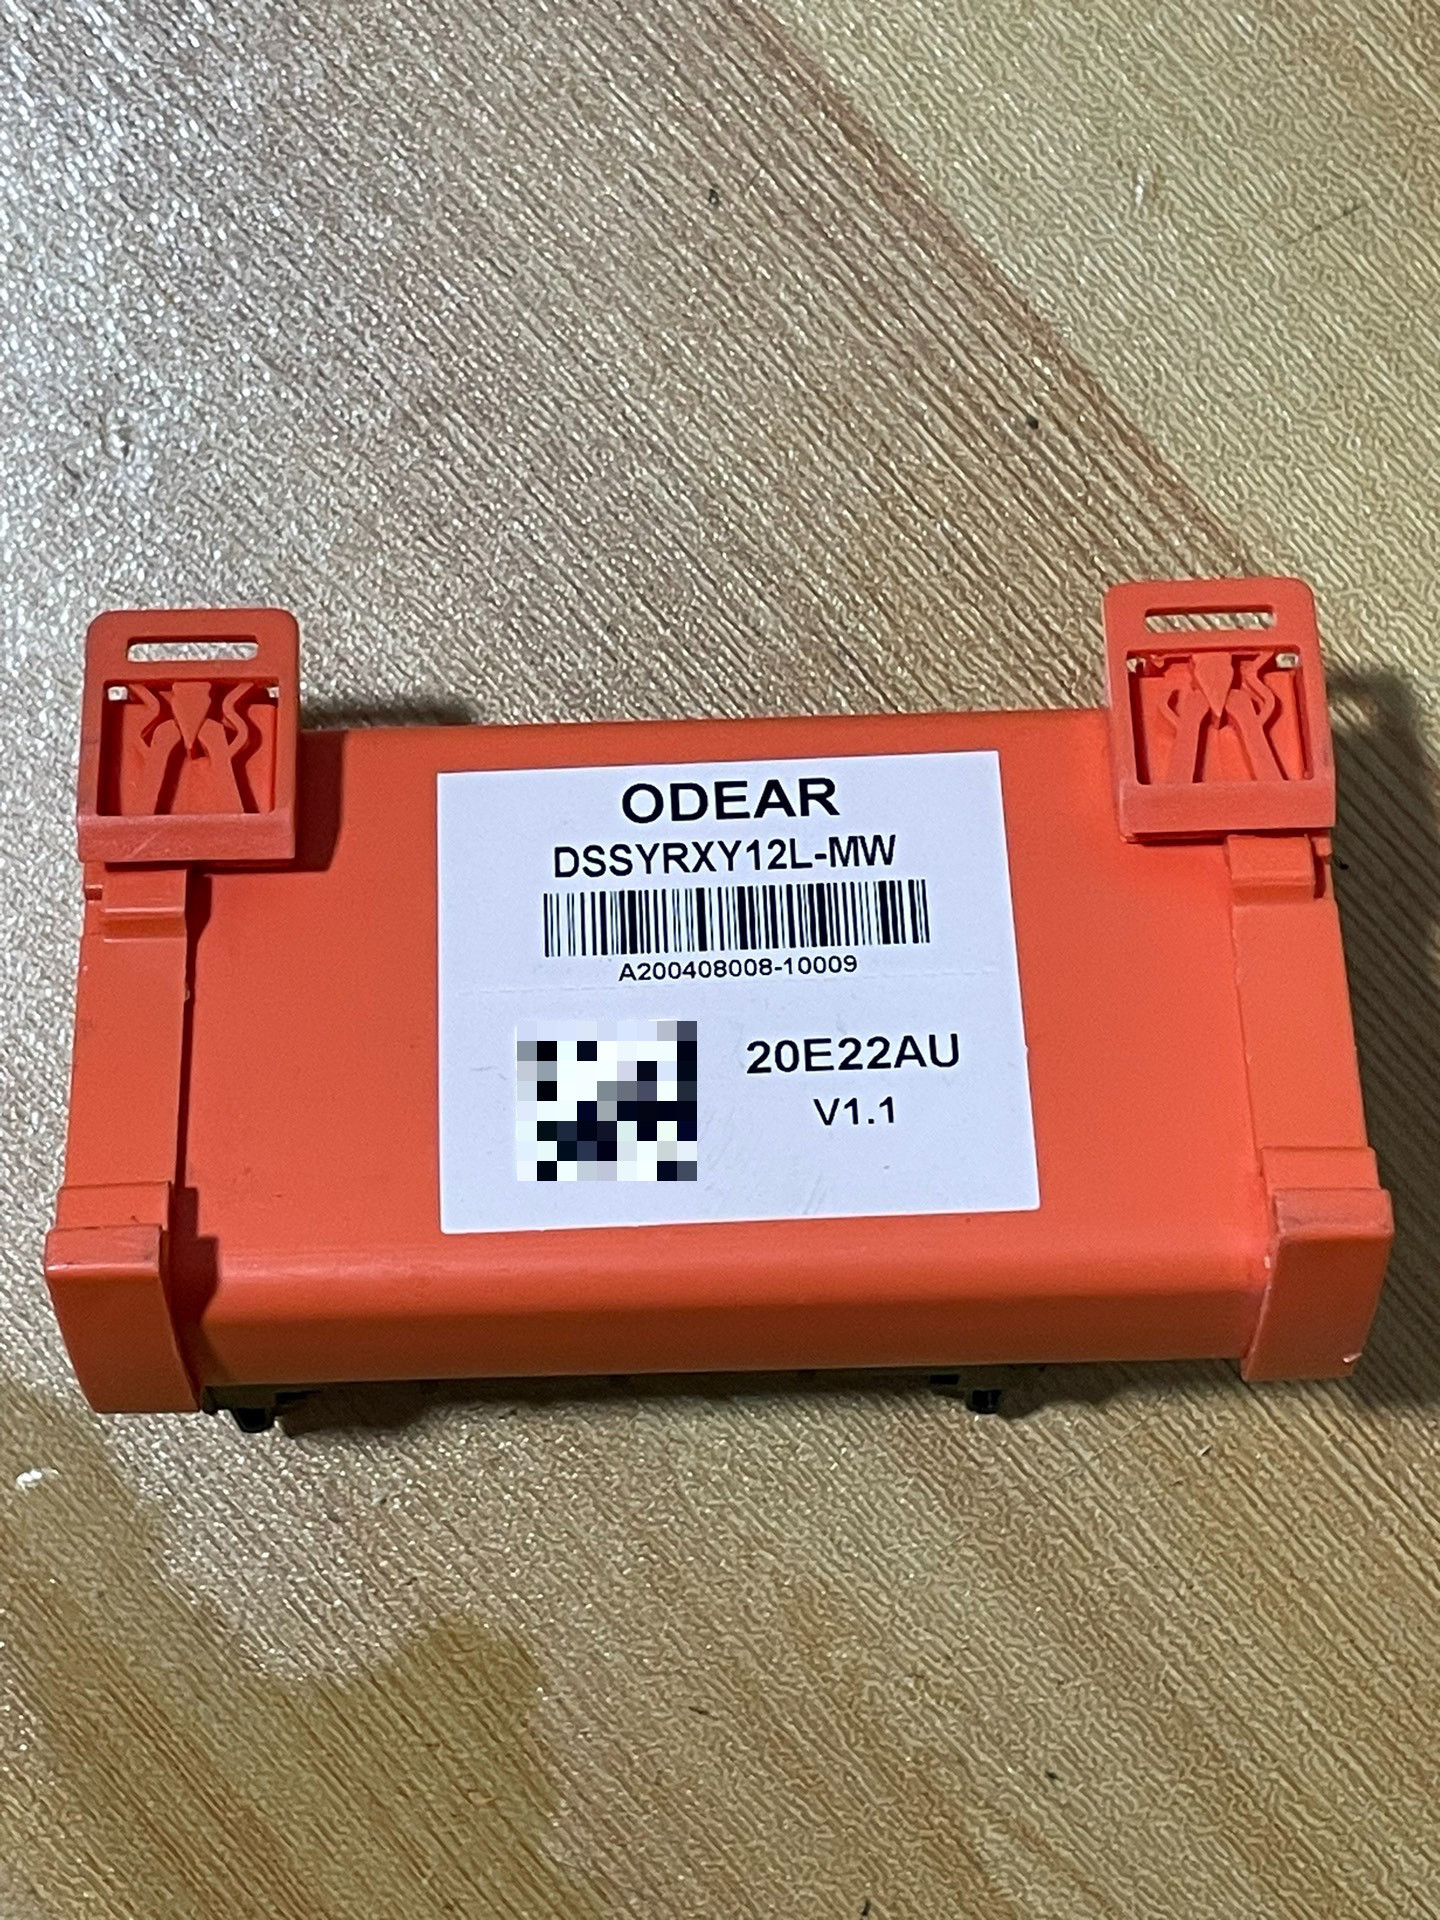 ODEAR
DSSYRXY12L-MW
A200408008-10009
20E22AU
V1.1